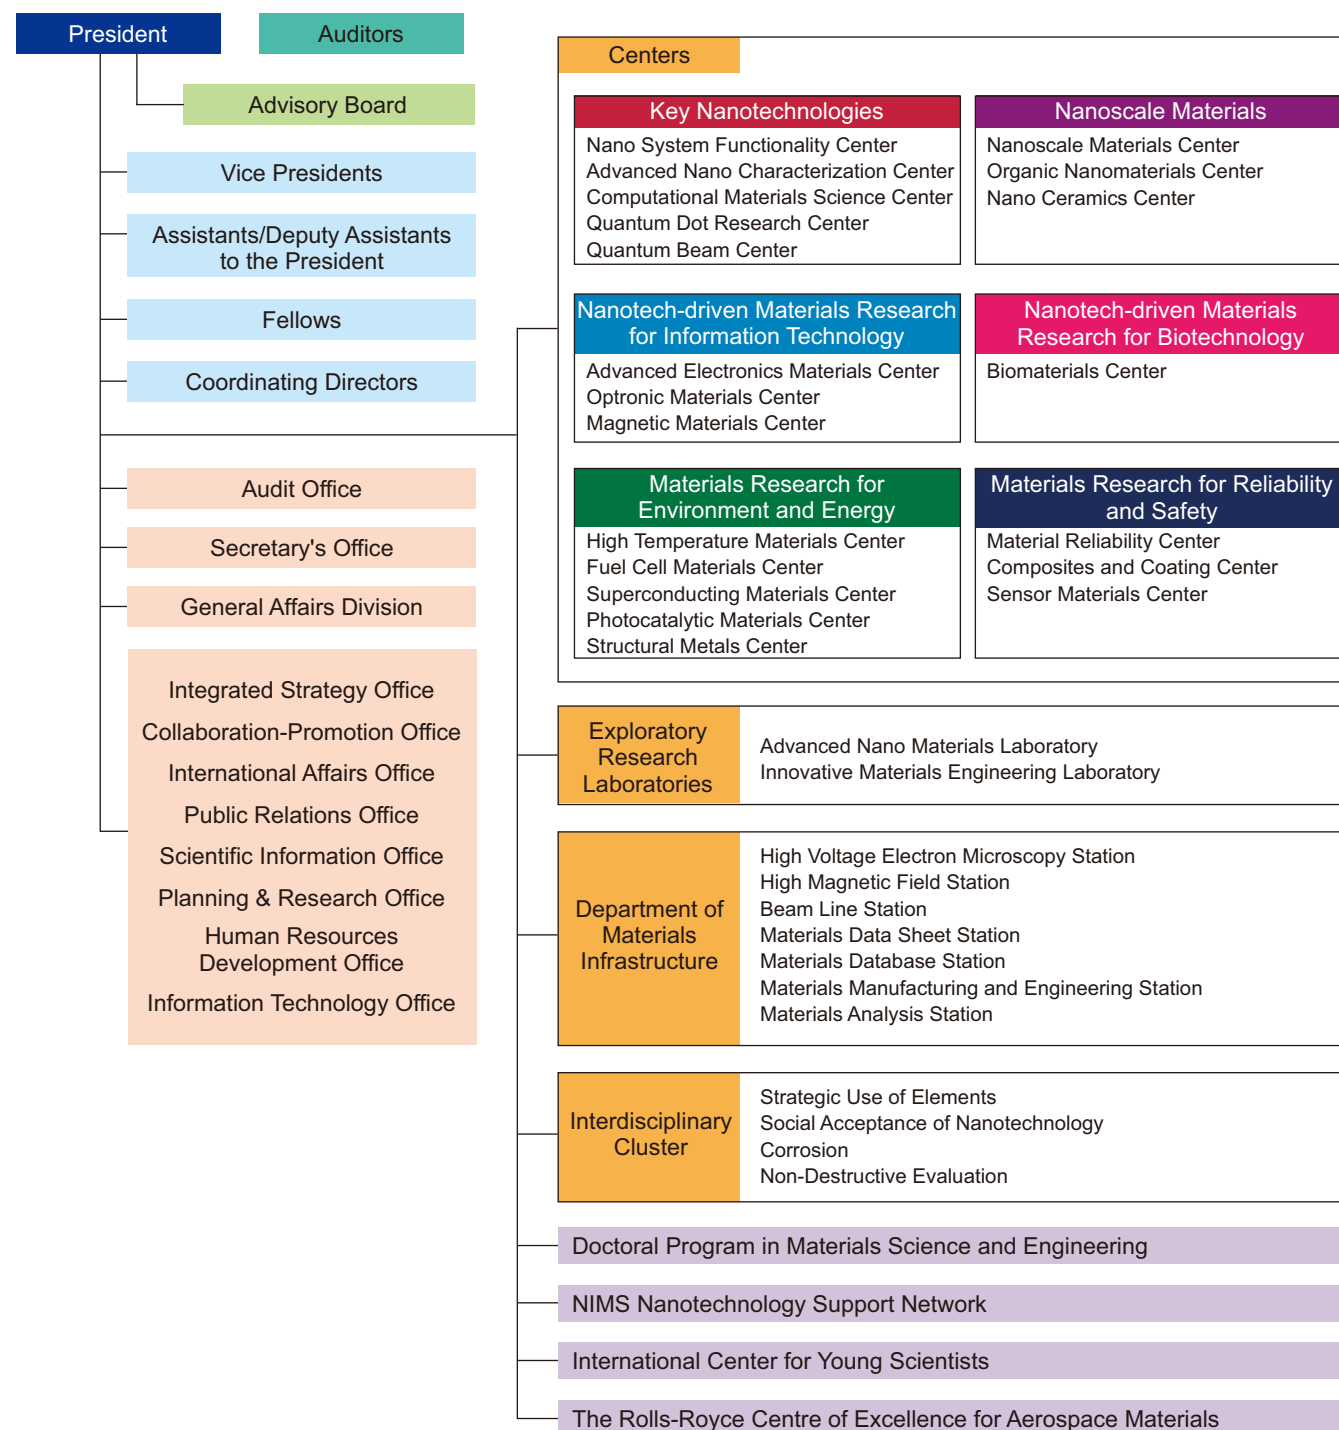 President
Auditors
Advisory Board
Vice Presidents
Assistants/Deputy Assistants
to the President
Fellows
Coordinating Directors
Audit Office
Secretary's Office
General Affairs Division
Integrated Strategy Office
Collaboration-Promotion Office
International Affairs Office
Public Relations Office
Scientific Information Office
Planning & Research Office
Human Resources
Development Office
Information Technology Office
Centers
Key Nanotechnologies
Nano System Functionality Center
Advanced Nano Characterization Center
Computational Materials Science Center
Quantum Dot Research Center
Quantum Beam Center
Nanoscale Materials
Nanoscale Materials Center
Organic Nanomaterials Center
Nano Ceramics Center
Nanotech-driven Materials Research
for Information Technology
Advanced Electronics Materials Center
Optronic Materials Center
Magnetic Materials Center
Nanotech-driven Materials
Research for Biotechnology
Biomaterials Center
Materials Research for
Environment and Energy
High Temperature Materials Center
Fuel Cell Materials Center
Superconducting Materials Center
Photocatalytic Materials Center
Structural Metals Center
Materials Research for Reliability
and Safety
Material Reliability Center
Composites and Coating Center
Sensor Materials Center
Exploratory
Research
Laboratories
Advanced Nano Materials Laboratory
Innovative Materials Engineering Laboratory
Department of
Materials
Infrastructure
High Voltage Electron Microscopy Station
High Magnetic Field Station
Beam Line Station
Materials Data Sheet Station
Materials Database Station
Materials Manufacturing and Engineering Station
Materials Analysis Station
Interdisciplinary
Cluster
Strategic Use of Elements
Social Acceptance of Nanotechnology
Corrosion
Non-Destructive Evaluation
Doctoral Program in Materials Science and Engineering
NIMS Nanotechnology Support Network
International Center for Young Scientists
The Rolls-Royce Centre of Excellence for Aerospace Materials